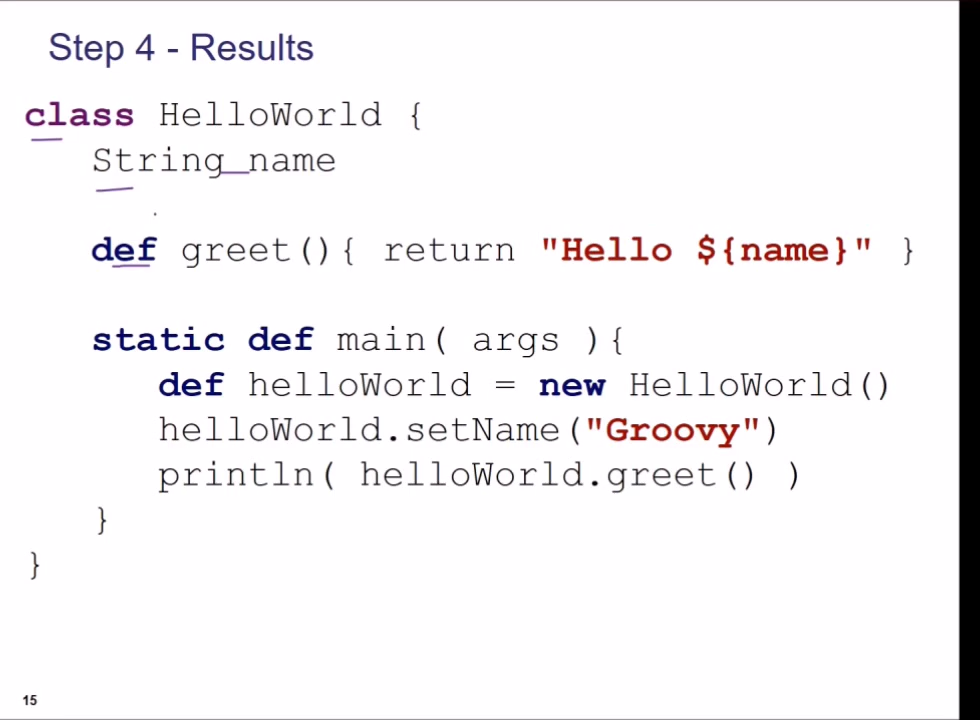 Step 4 - Results
class HelloWorld {
String name
def greet(){ return "Hello ${name}" }
static def main( args ){
def helloWorld = new HelloWorld()
helloWorld.setName("Groovy")
println( helloWorld.greet() )
}
}
15